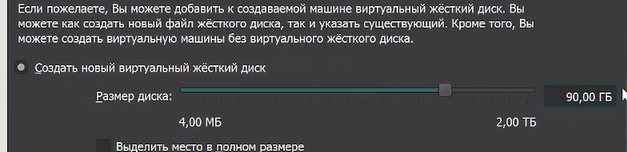 Если пожелаете, Вы можете добавить к создаваемой машине виртуальный жёсткий диск. Вы
можете как создать новый файл жёсткого диска, так и указать существующий. Кроме того, Вы
можете создать виртуальную машины без виртуального жёсткого диска.
Создать новый виртуальный жёсткий диск
Размер диска:
90,00 ГБ
4,00 МБ
2,00 ТБ
Выделить место в полном размере